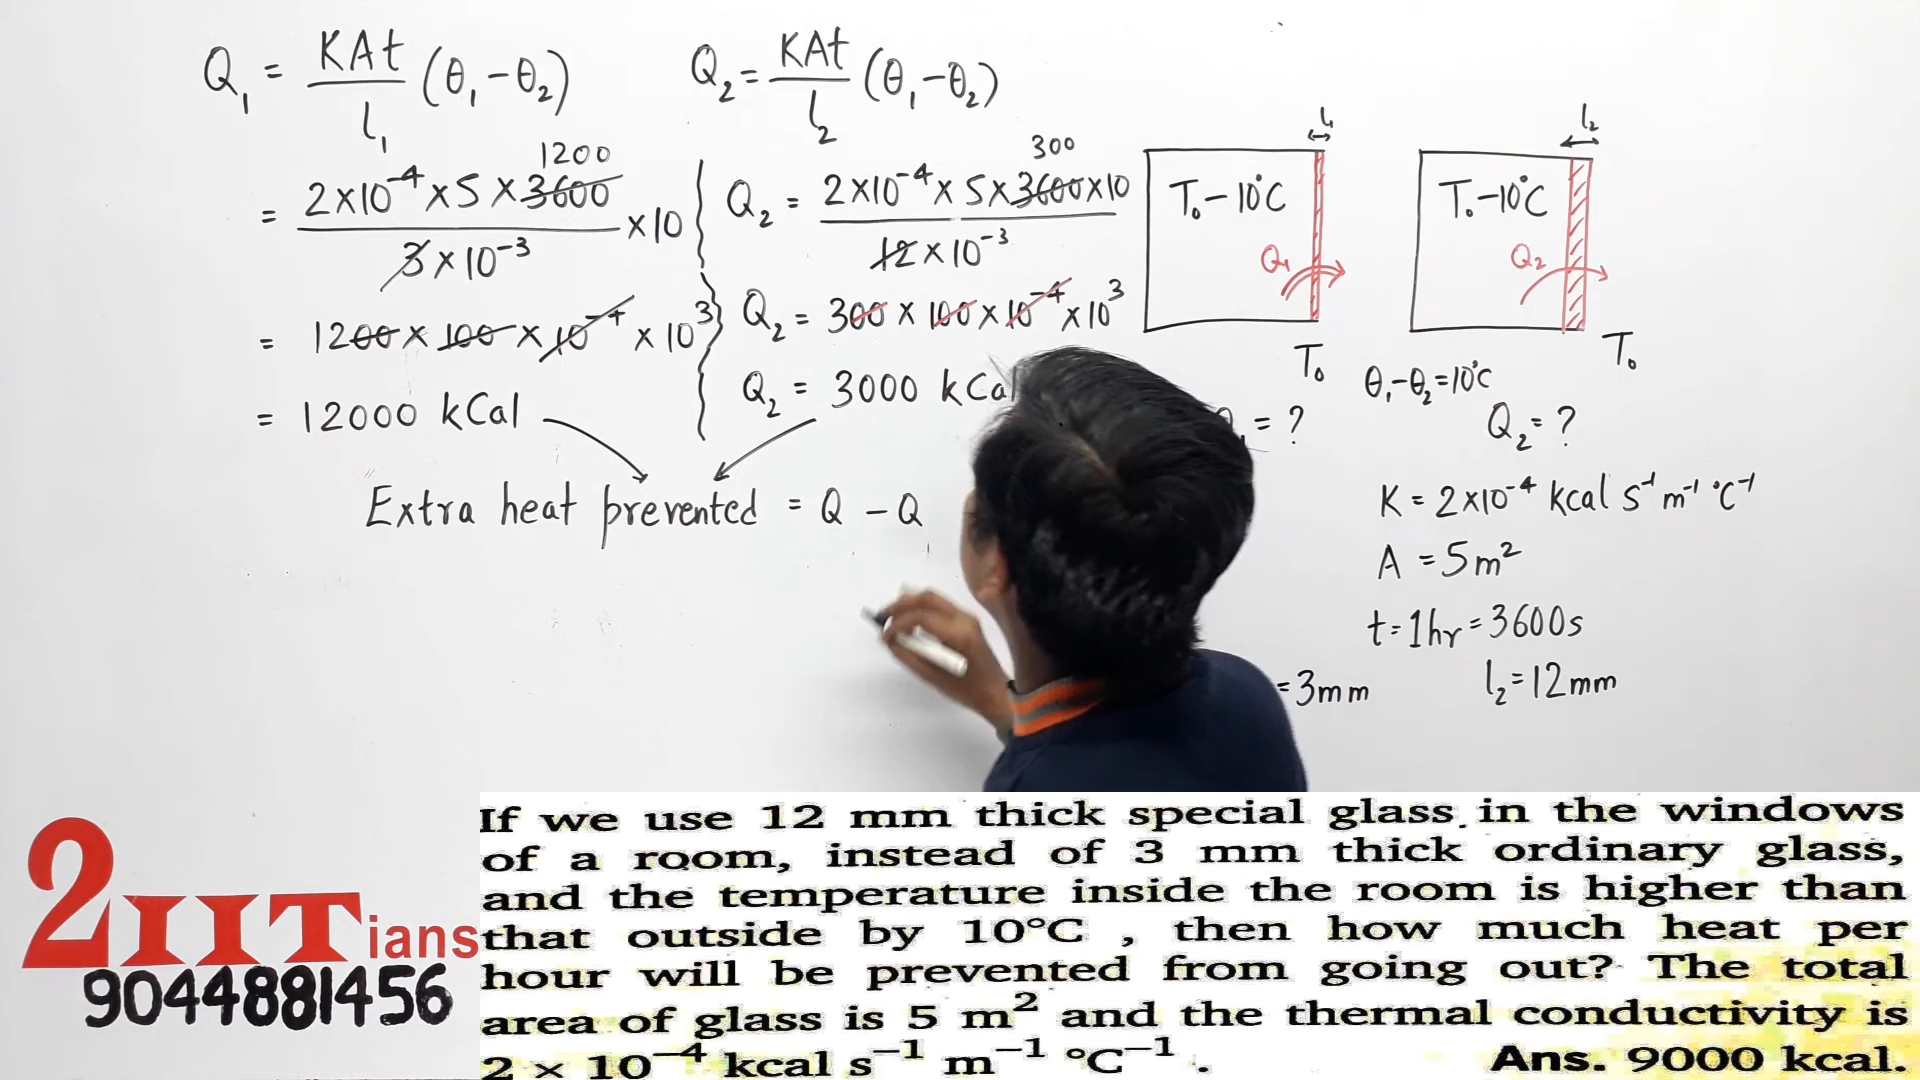 Q₁ = KAt/l₁ (θ₁-θ₂)
= 2×10⁻⁴ × 5 × 3600/3×10⁻³ ×10
1200
= 1200 × 100 × 10⁻⁴ × 10³
= 12000 kCal
Q₂ = KAt/l₂ (θ₁-θ₂)
300
Q₂ = 2×10⁻⁴ × 5×3600×10/12 × 10⁻³
Q₂ = 300 × 100 × 10⁻⁴ × 10³
Q₂ = 3000 kCal
Extra heat prevented = Q - Q
l₁
T₀-10°C
Q₁
T₀
= ?
= 3mm
l₂
T₀-10°C
Q₂
T₀
θ₁-θ₂=10°C
Q₂ = ?
K = 2×10⁻⁴ kcal s⁻¹ m⁻¹ °C⁻¹
A = 5m²
t = 1hr = 3600s
l₂ = 12mm
2IITians
9044881456
If we use 12 mm thick special glass in the windows
of a room, instead of 3 mm thick ordinary glass,
and the temperature inside the room is higher than
that outside by 10°C , then how much heat per
hour will be prevented from going out? The total
area of glass is 5 m² and the thermal conductivity is
2 × 10⁻⁴ kcal s⁻¹ m⁻¹ °C⁻¹ . Ans. 9000 kcal.